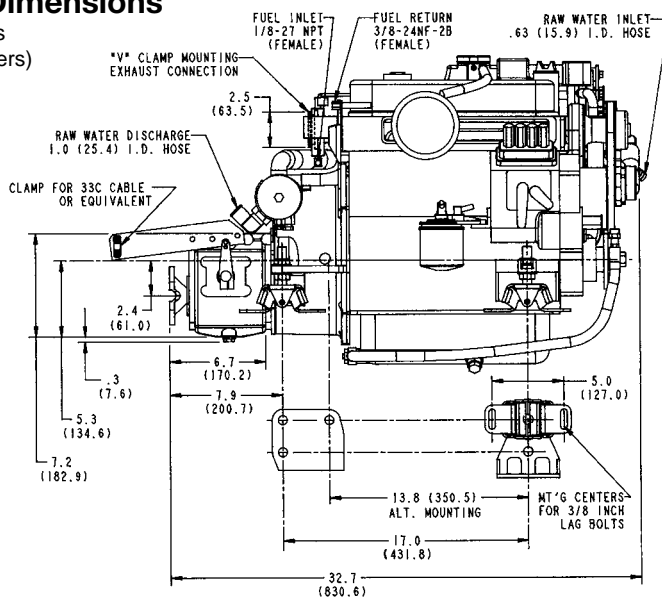 Dimensions
s
ers)
FUEL INLET
1/8-27 NPT
(FEMALE)
FUEL RETURN
3/8-24NF-2B
(FEMALE)
RAW WATER INLET
.63 (15.9) I.D. HOSE
"V" CLAMP MOUNTING
EXHAUST CONNECTION
2.5
(63.5)
RAW WATER DISCHARGE
1.0 (25.4) I.D. HOSE
CLAMP FOR 33C CABLE
OR EQUIVALENT
2.4
(61.0)
6.7
(170.2)
.3
(7.6)
7.9
(200.7)
5.0
(127.0)
5.3
(134.6)
7.2
(182.9)
13.8 (350.5)
ALT. MOUNTING
MT'G CENTERS
FOR 3/8 INCH
LAG BOLTS
17.0
(431.8)
32.7
(830.6)